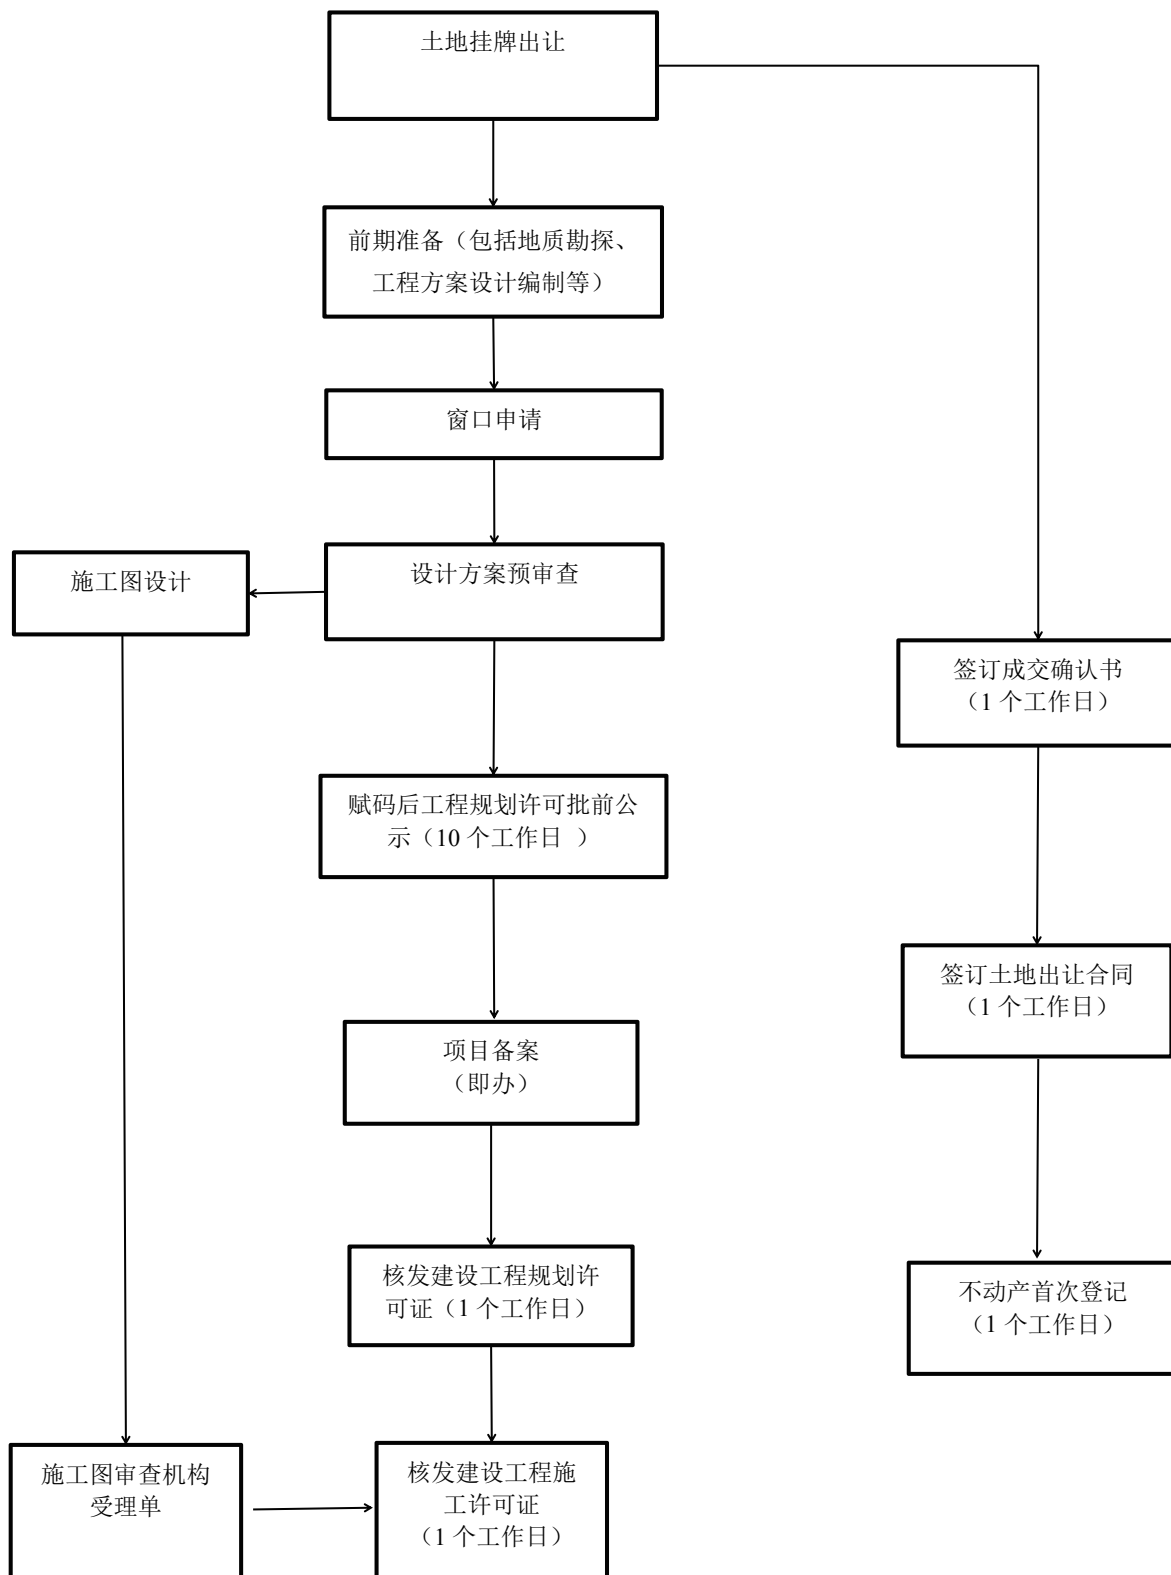 土地挂牌出让
前期准备（包括地质勘探、
工程方案设计编制等）
窗口申请
设计方案预审查
施工图设计
签订成交确认书
（1 个工作日）
赋码后工程规划许可批前公
示（10 个工作日 ）
签订土地出让合同
（1 个工作日）
项目备案
（即办）
核发建设工程规划许
可证（1 个工作日）
不动产首次登记
（1 个工作日）
施工图审查机构
受理单
核发建设工程施
工许可证
（1 个工作日）